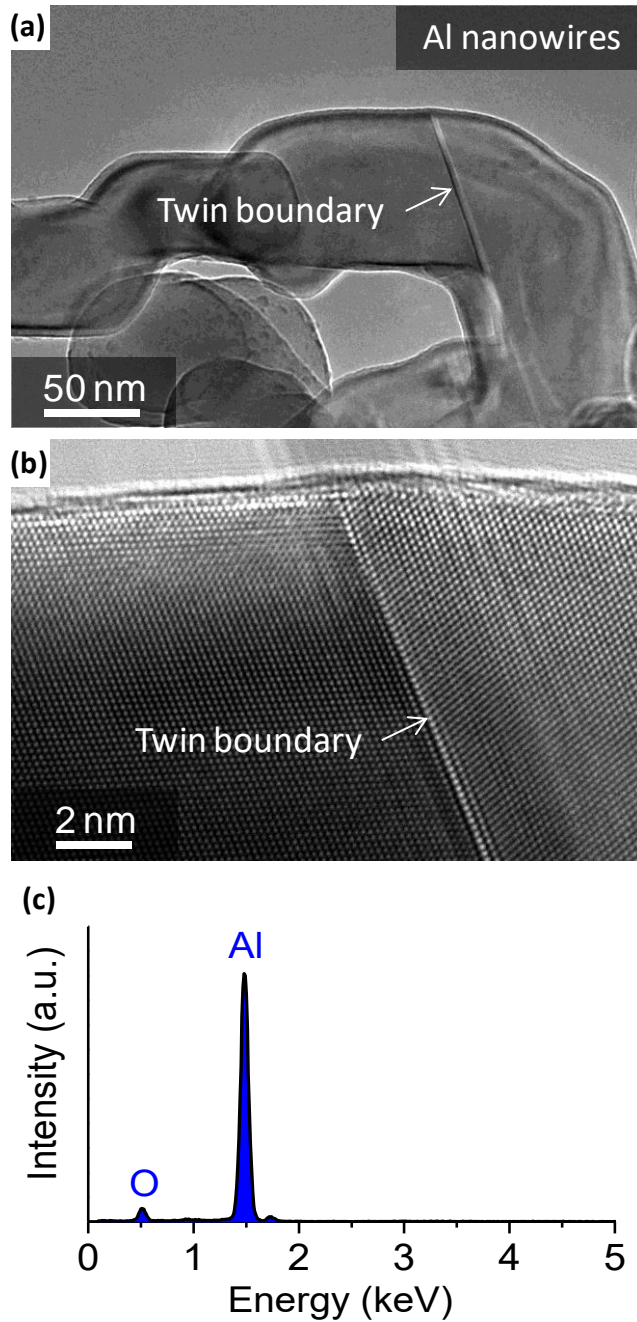 (a)
Al nanowires
Twin boundary
50 nm
(b)
Twin boundary
2 nm
(c)
Al
O
Intensity (a.u.)
0 1 2 3 4 5
Energy (keV)